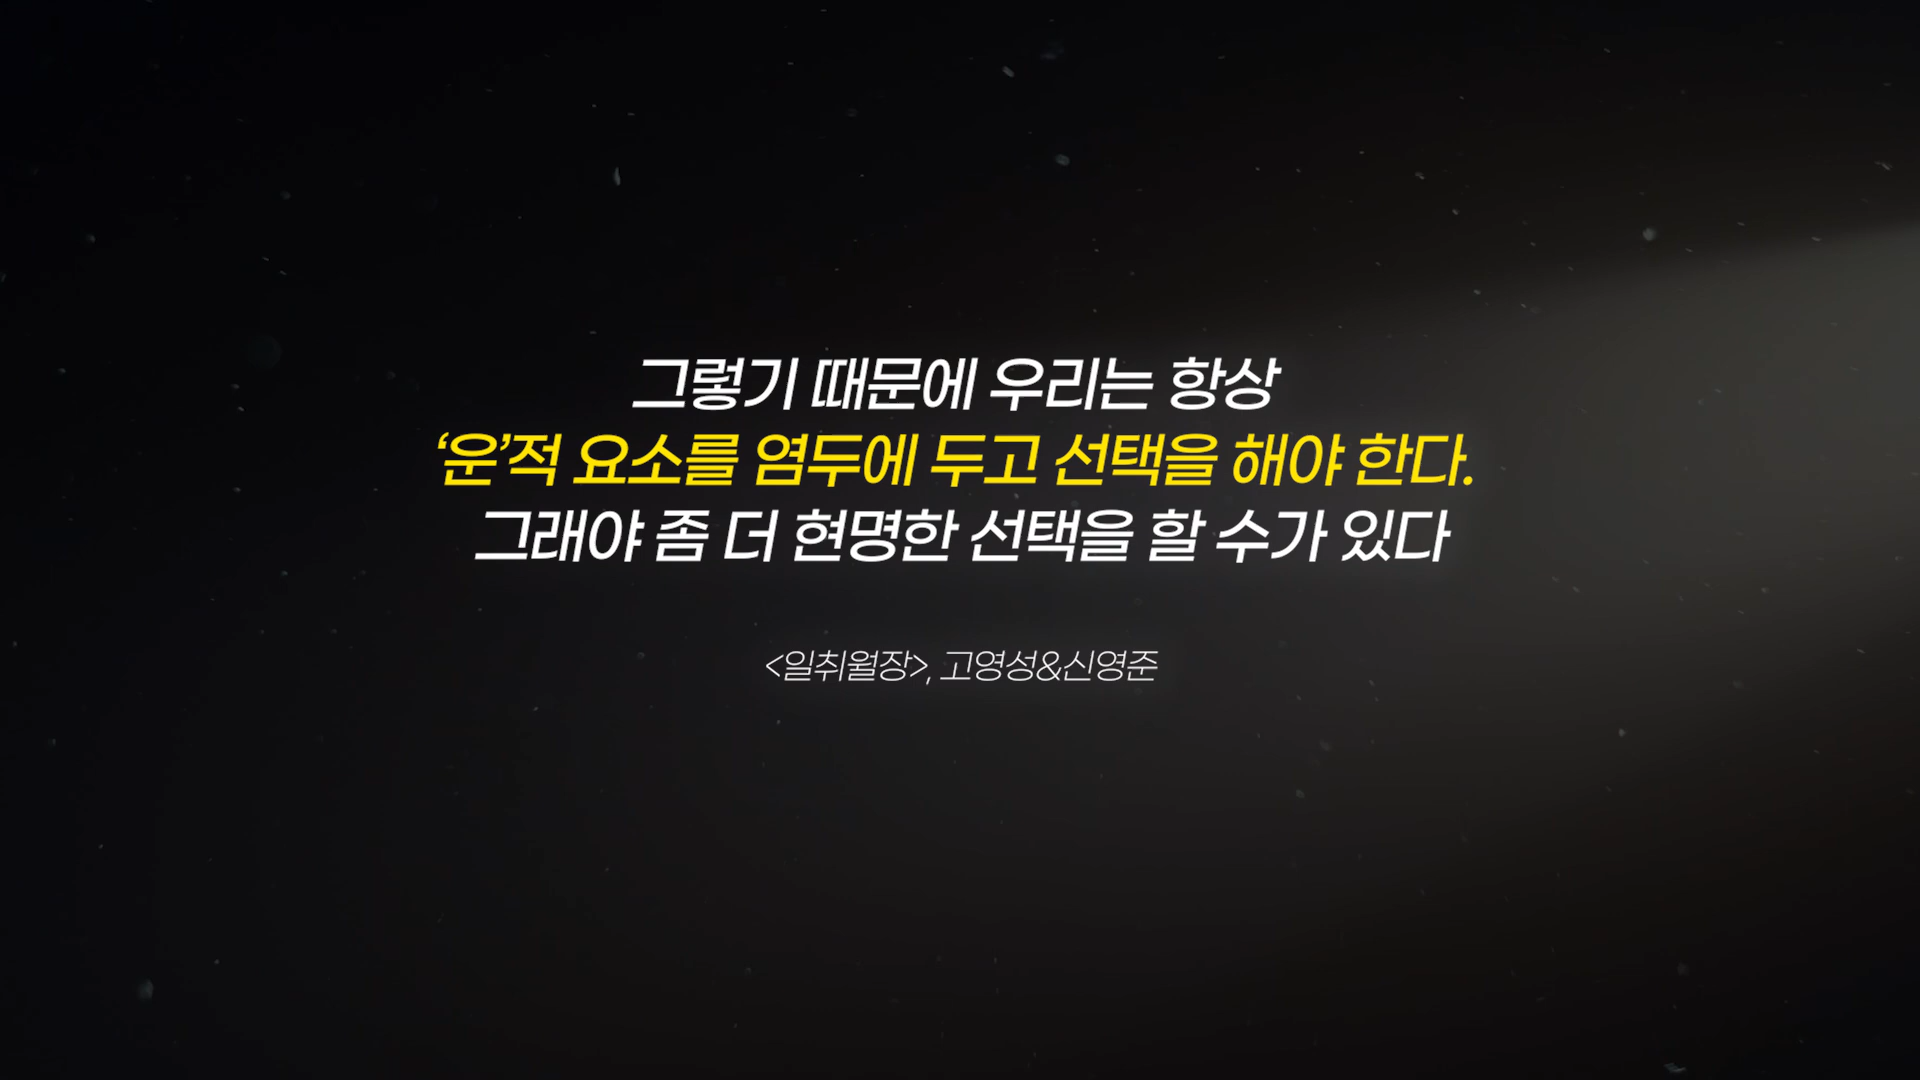 그렇기 때문에 우리는 항상
‘운’적 요소를 염두에 두고 선택을 해야 한다.
그래야 좀 더 현명한 선택을 할 수가 있다
<일취월장>, 고영성&신영준